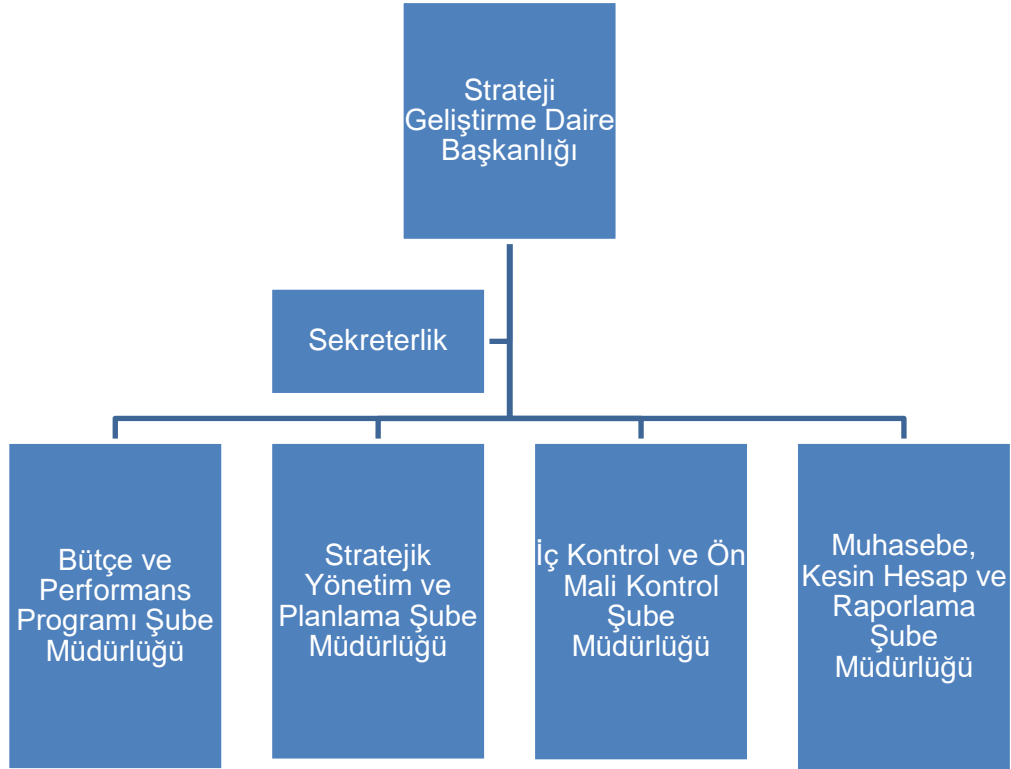 Strateji
Geliştirme Daire
Başkanlığı
Sekreterlik
Bütçe ve
Performans
Programı Şube
Müdürlüğü
Stratejik
Yönetim ve
Planlama Şube
Müdürlüğü
İç Kontrol ve Ön
Mali Kontrol
Şube
Müdürlüğü
Muhasebe,
Kesin Hesap ve
Raporlama
Şube
Müdürlüğü